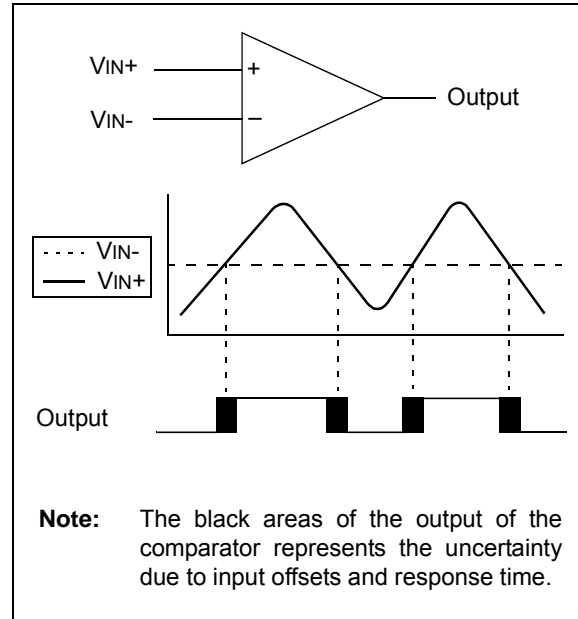 VIN+
+
Output
VIN-
–
VIN-
VIN+
Output
Note: The black areas of the output of the
comparator represents the uncertainty
due to input offsets and response time.